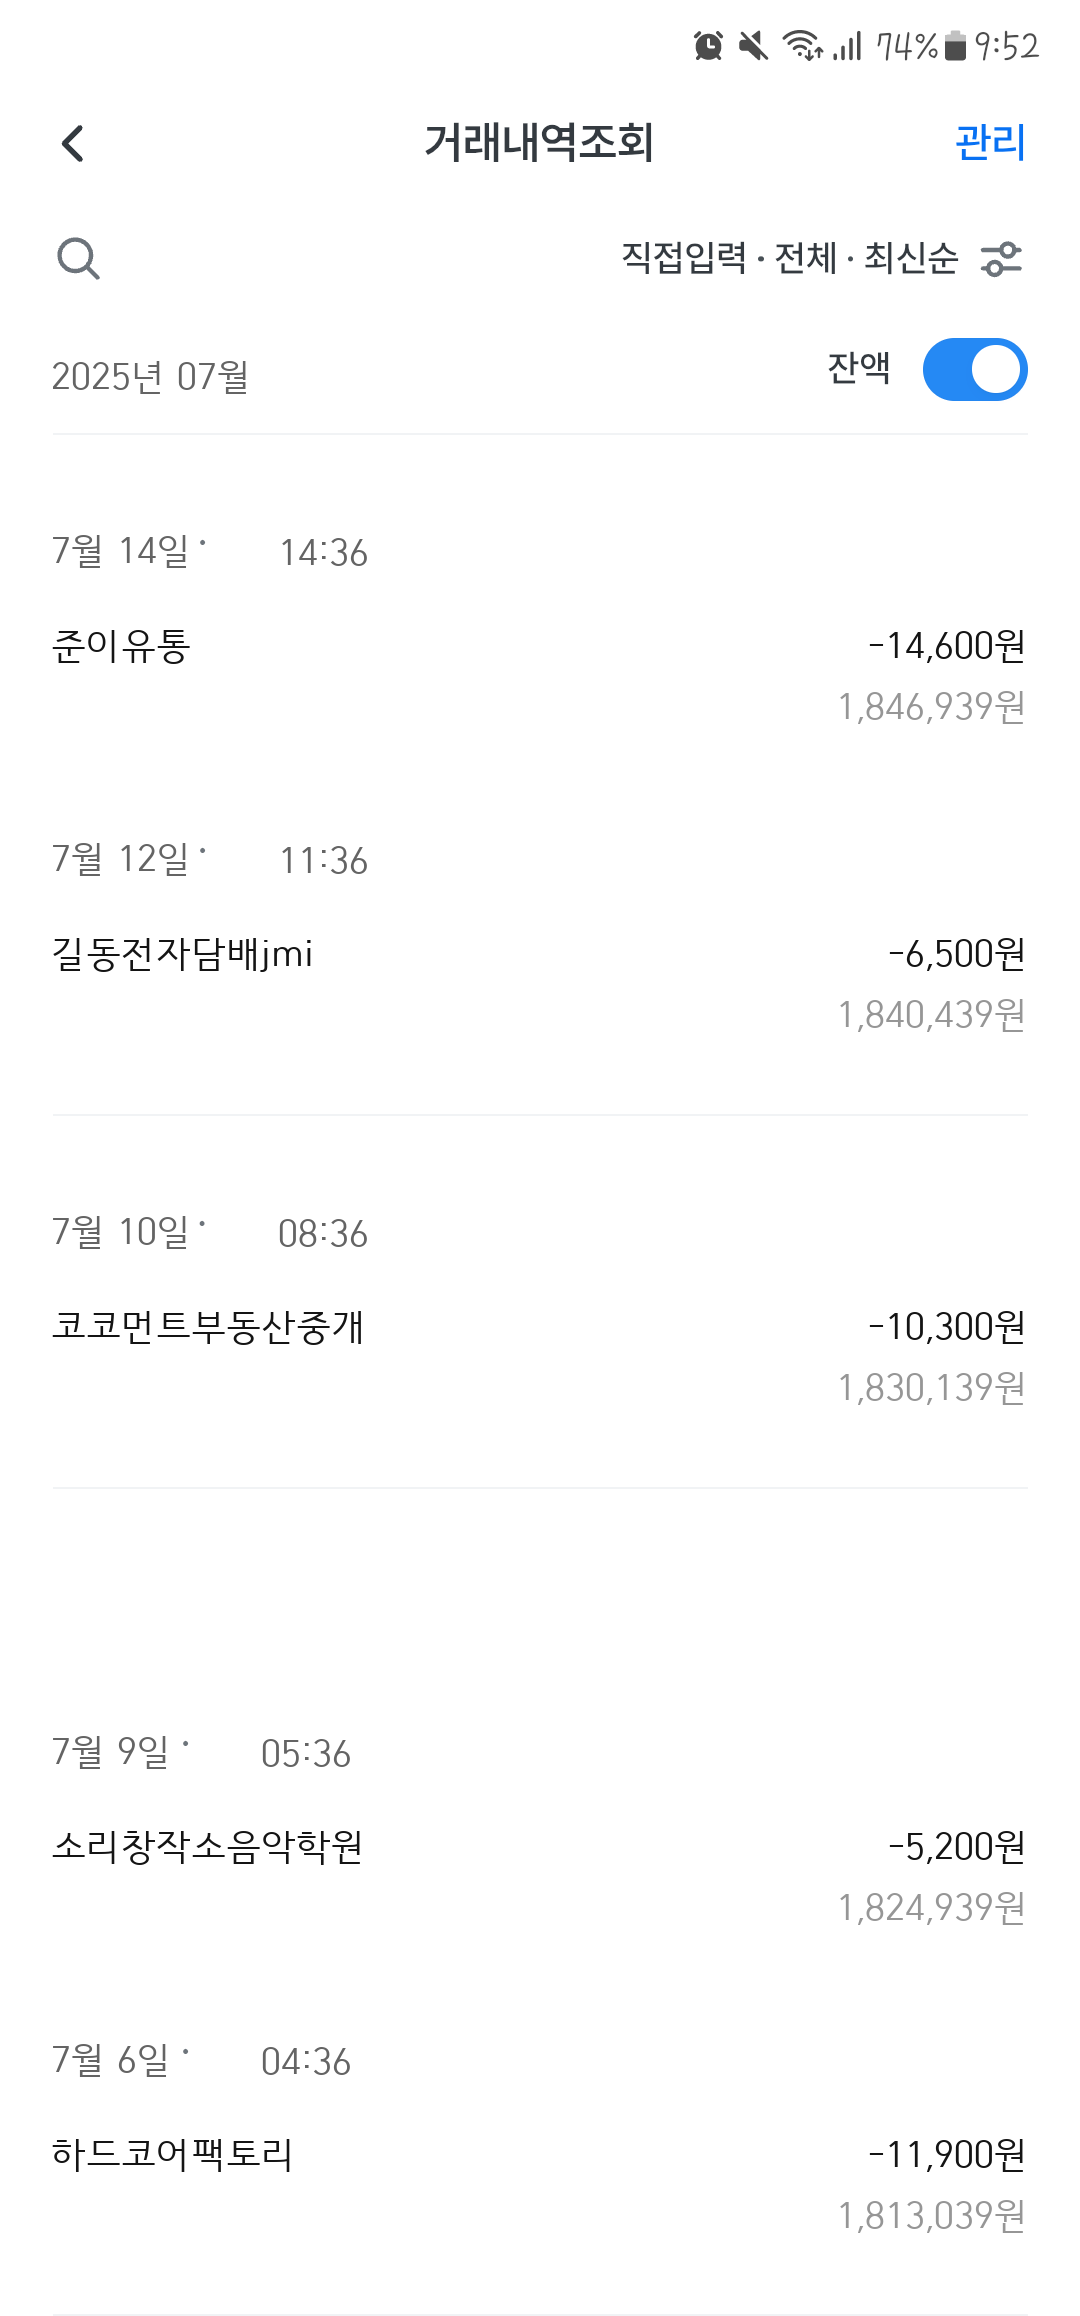 74% 9:52
거래내역조회 관리
직접입력 · 전체 · 최신순
2025년 07월 잔액
7월 14일 · 14:36
준이유통 -14,600원
1,846,939원
7월 12일 · 11:36
길동전자담배jmi -6,500원
1,840,439원
7월 10일 · 08:36
코코먼트부동산중개 -10,300원
1,830,139원
7월 9일 · 05:36
소리창작소음악학원 -5,200원
1,824,939원
7월 6일 · 04:36
하드코어팩토리 -11,900원
1,813,039원